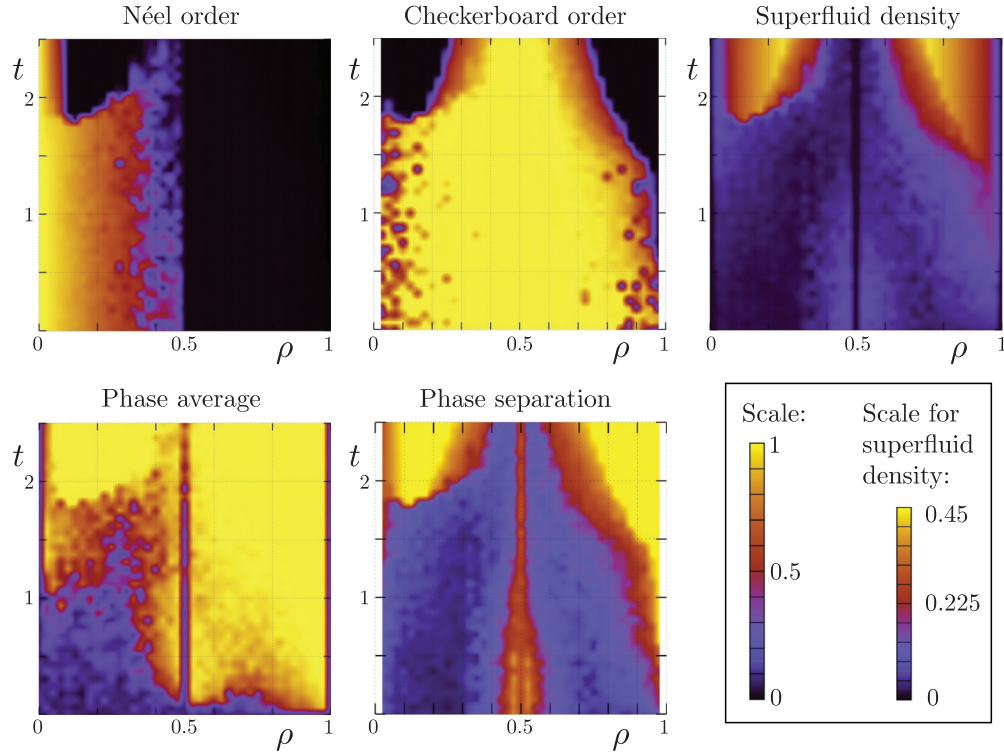 Néel order
t
2
1
0
0.5
ρ
1
Checkerboard order
t
2
1
0
0.5
ρ
1
Superfluid density
t
2
1
0
0.5
ρ
1
Phase average
t
2
1
0
0.5
ρ
1
Phase separation
t
2
1
0
0.5
ρ
1
Scale:
1
0.5
0
Scale for
superfluid
density:
0.45
0.225
0